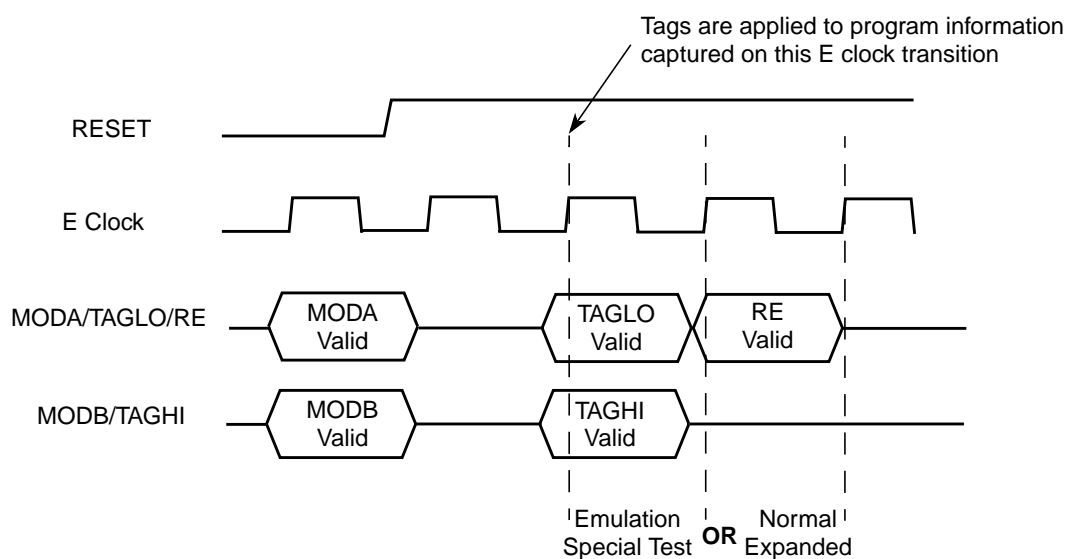 Tags are applied to program information
captured on this E clock transition
RESET
E Clock
MODA/TAGLO/RE
MODA
Valid
TAGLO
Valid
RE
Valid
MODB/TAGHI
MODB
Valid
TAGHI
Valid
Emulation
Special Test
OR
Normal
Expanded